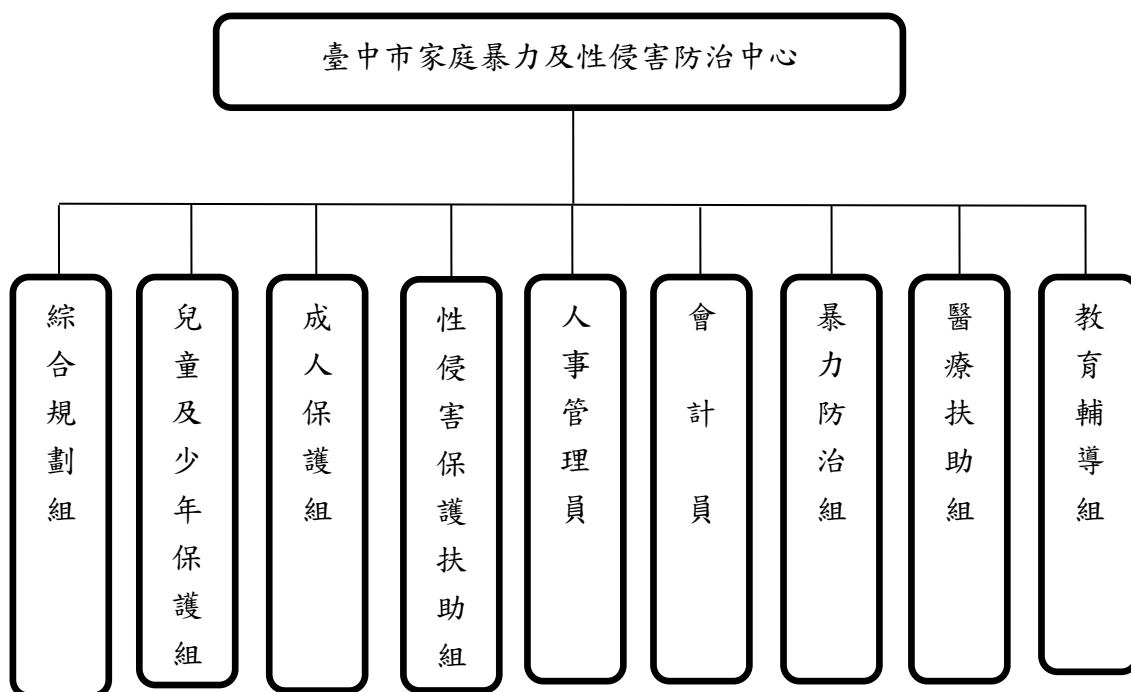 臺中市家庭暴力及性侵害防治中心
綜合規劃組
兒童及少年保護組
成人保護組
性侵害保護扶助組
人事管理員
會計員
暴力防治組
醫療扶助組
教育輔導組